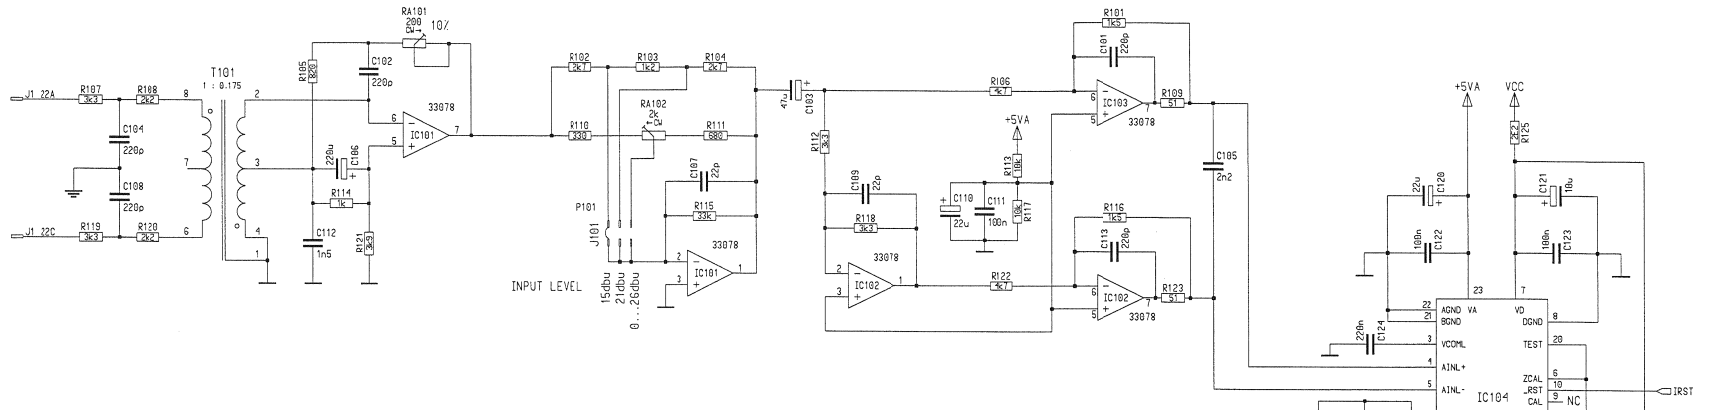 J1 22A
R107
3k3
R108
2k2
C104
220p
C108
220p
J1 22C
R119
3k3
R120
2k2
T101
1 : 0.175
8
7
6
2
3
4
1
R105
820
RA101
200
CW→
10%
C102
220p
220u
C106
+
R114
1k
C112
1n5
R121
3k9
6
5
-
+
IC101
7
33078
R102
2k7
R103
1k2
R104
2k7
RA102
2k
←CW
R110
330
R111
680
C107
22p
R115
33k
P101
J101
INPUT LEVEL
15dbu
21dbu
0...26dbu
33078
2
3
-
+
IC101
1
47u
C103
+
R112
3k3
C109
22p
R118
3k3
33078
2
3
-
+
IC102
1
R106
R101
1k5
C101
220p
6
5
-
+
IC103
7
33078
R109
51
+5VA
R113
10k
R117
10k
+
C110
22u
C111
100n
R122
R116
1k5
C113
220p
6
5
-
+
IC102
7
33078
R123
51
C105
2n2
+5VA
VCC
2E2
R125
22u
C120
+
C121
10u
+
100n
C122
100n
C123
220n
C124
23
7
22
AGND
VA
VD
21
BGND
DGND
8
3
VCOML
TEST
20
4
AINL+
ZCAL
6
5
AINL-
_RST
10
IRST
CAL
9
NC
IC104